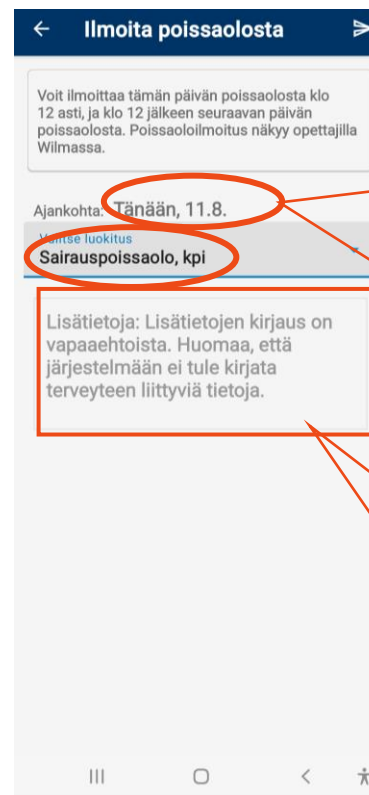 Ilmoita poissaolosta
Voit ilmoittaa tämän päivän poissaolosta klo
12 asti, ja klo 12 jälkeen seuraavan päivän
poissaolosta. Poissaoloilmoitus näkyy opettajilla
Wilmassa.
Ajankohta: Tänään, 11.8.
Valitse luokitus
Sairauspoissaolo, kpi
Lisätietoja: Lisätietojen kirjaus on
vapaaehtoista. Huomaa, että
järjestelmään ei tule kirjata
terveyteen liittyviä tietoja.